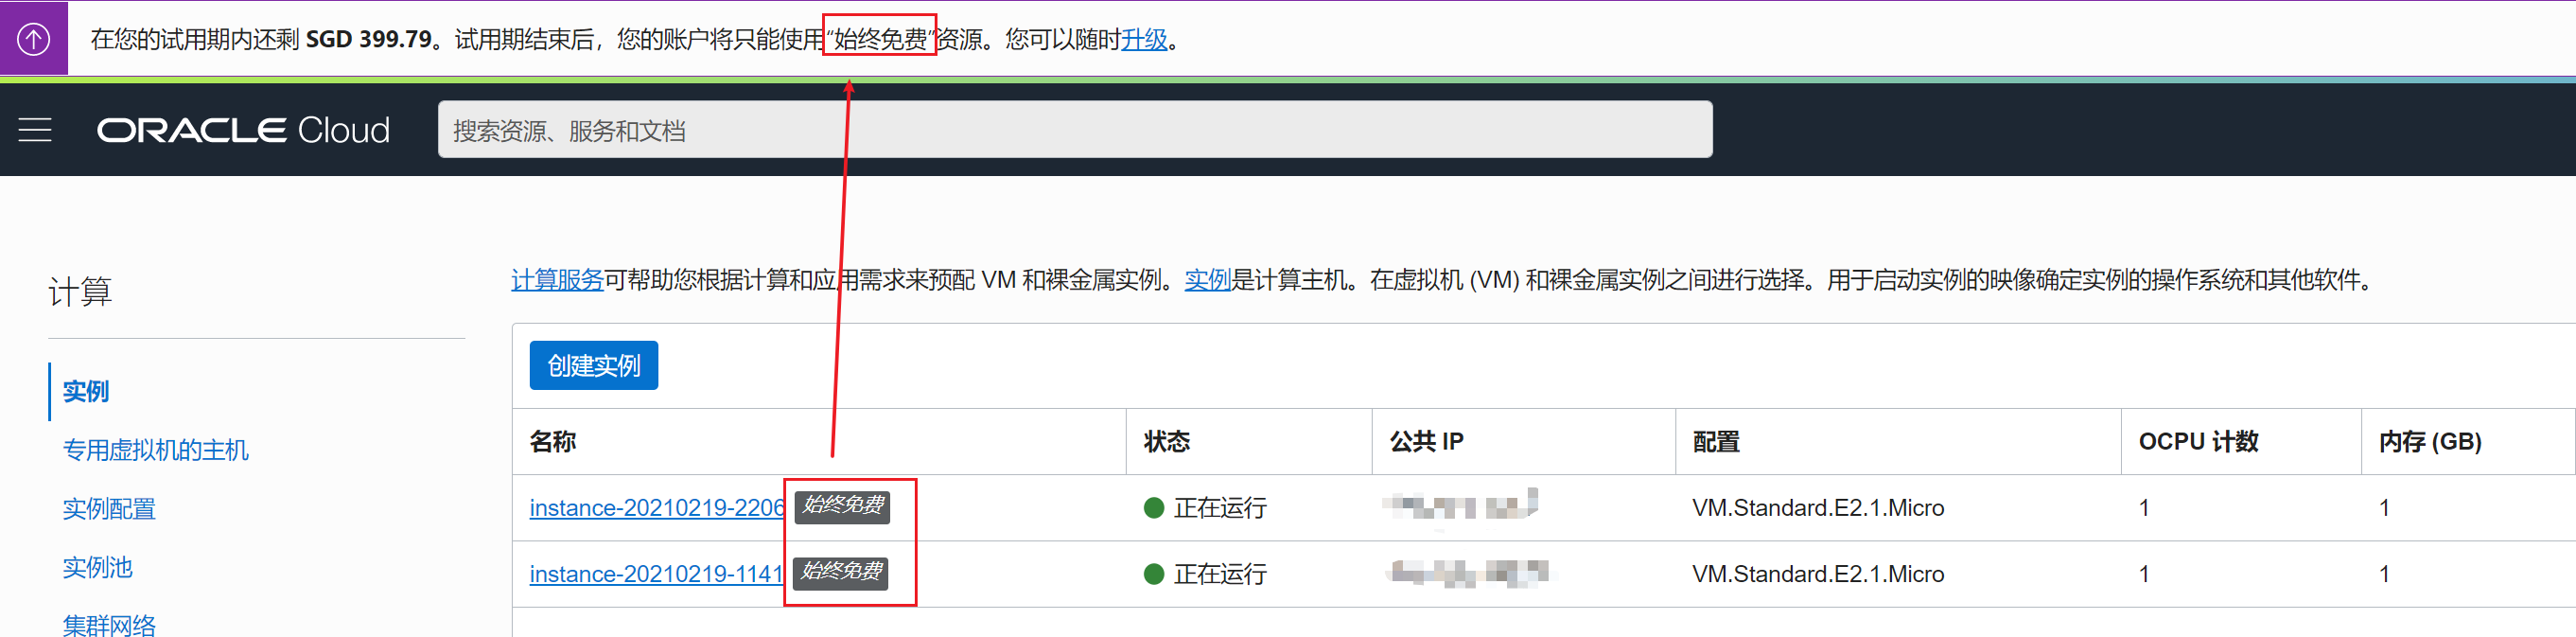 在您的试用期内还剩 SGD 399.79。试用期结束后，您的账户将只能使用“始终免费”资源。您可以随时升级。
ORACLE Cloud
搜索资源、服务和文档
计算
实例
专用虚拟机的主机
实例配置
实例池
集群网络
计算服务可帮助您根据计算和应用需求来预配 VM 和裸金属实例。实例是计算主机。在虚拟机 (VM) 和裸金属实例之间进行选择。用于启动实例的映像确定实例的操作系统和其他软件。
创建实例
名称 状态 公共 IP 配置 OCPU 计数 内存 (GB)
instance-20210219-2206 始终免费 正在运行 VM.Standard.E2.1.Micro 1 1
instance-20210219-1141 始终免费 正在运行 VM.Standard.E2.1.Micro 1 1